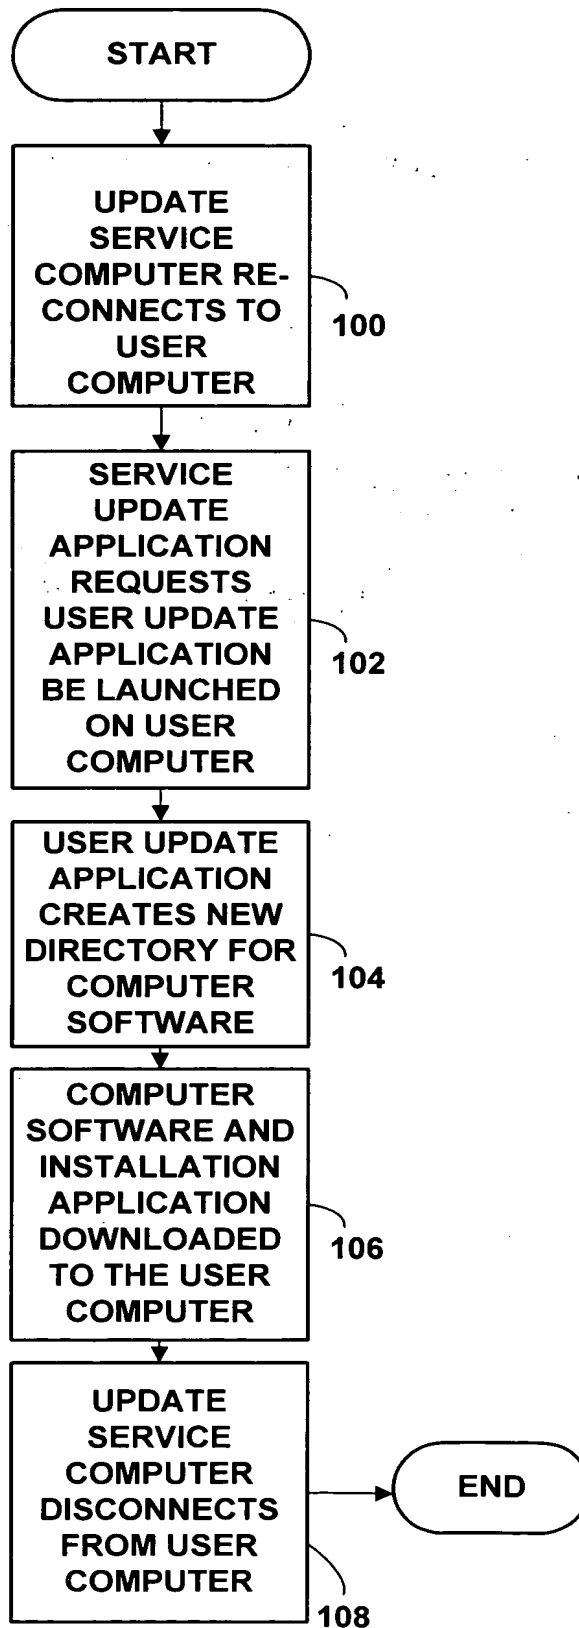 START
UPDATE
SERVICE
COMPUTER RE-
CONNECTS TO
USER
COMPUTER
100
SERVICE
UPDATE
APPLICATION
REQUESTS
USER UPDATE
APPLICATION
BE LAUNCHED
ON USER
COMPUTER
102
USER UPDATE
APPLICATION
CREATES NEW
DIRECTORY FOR
COMPUTER
SOFTWARE
104
COMPUTER
SOFTWARE AND
INSTALLATION
APPLICATION
DOWNLOADED
TO THE USER
COMPUTER
106
UPDATE
SERVICE
COMPUTER
DISCONNECTS
FROM USER
COMPUTER
108
END